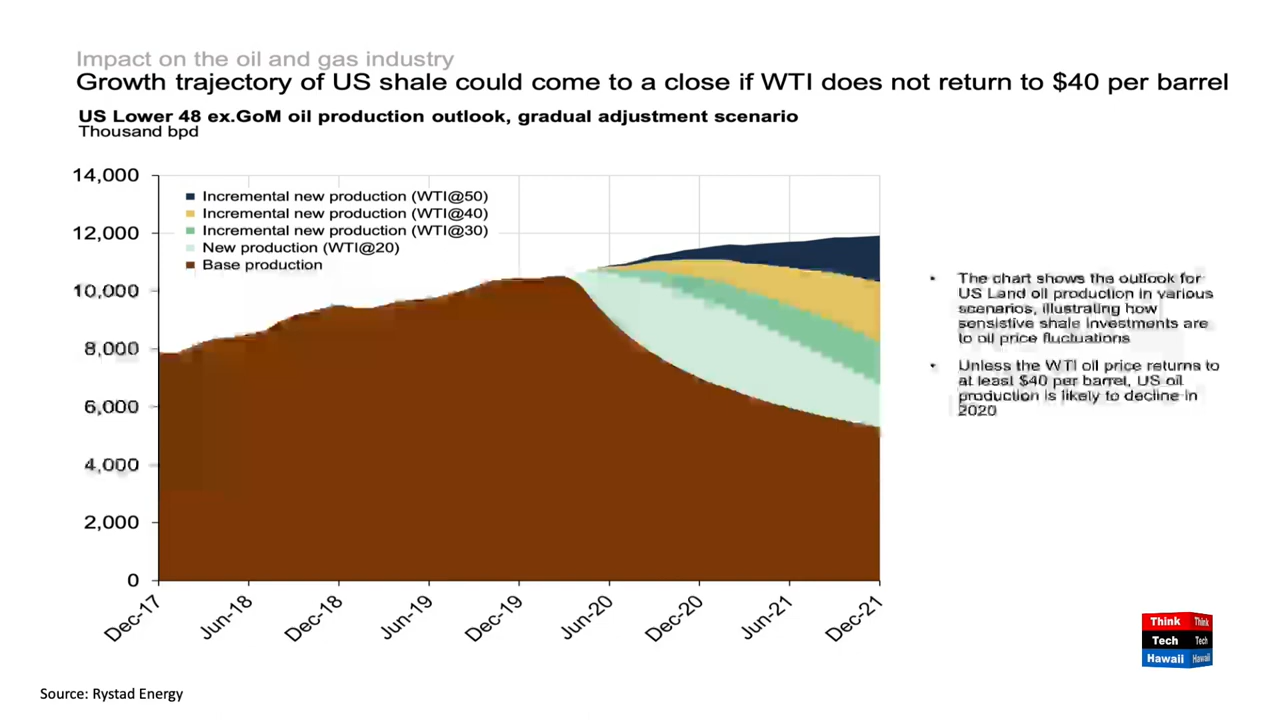 Impact on the oil and gas industry
Growth trajectory of US shale could come to a close if WTI does not return to $40 per barrel
US Lower 48 ex.GoM oil production outlook, gradual adjustment scenario
Thousand bpd
14,000
12,000
10,000
8,000
6,000
4,000
2,000
0
Incremental new production (WTI@50)
Incremental new production (WTI@40)
Incremental new production (WTI@30)
New production (WTI@20)
Base production
Dec-17
Jun-18
Dec-18
Jun-19
Dec-19
Jun-20
Dec-20
Jun-21
Dec-21
The chart shows the outlook for
US Land oil production in various
scenarios, illustrating how
sensistive shale investments are
to oil price fluctuations
Unless the WTI oil price returns to
at least $40 per barrel, US oil
production is likely to decline in
2020
Think Think
Tech Tech
Hawaii Hawaii
Source: Rystad Energy